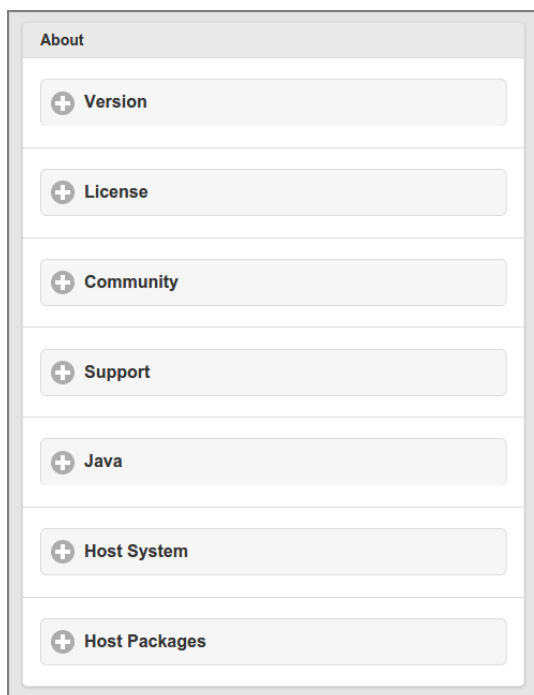 About
Version
License
Community
Support
Java
Host System
Host Packages